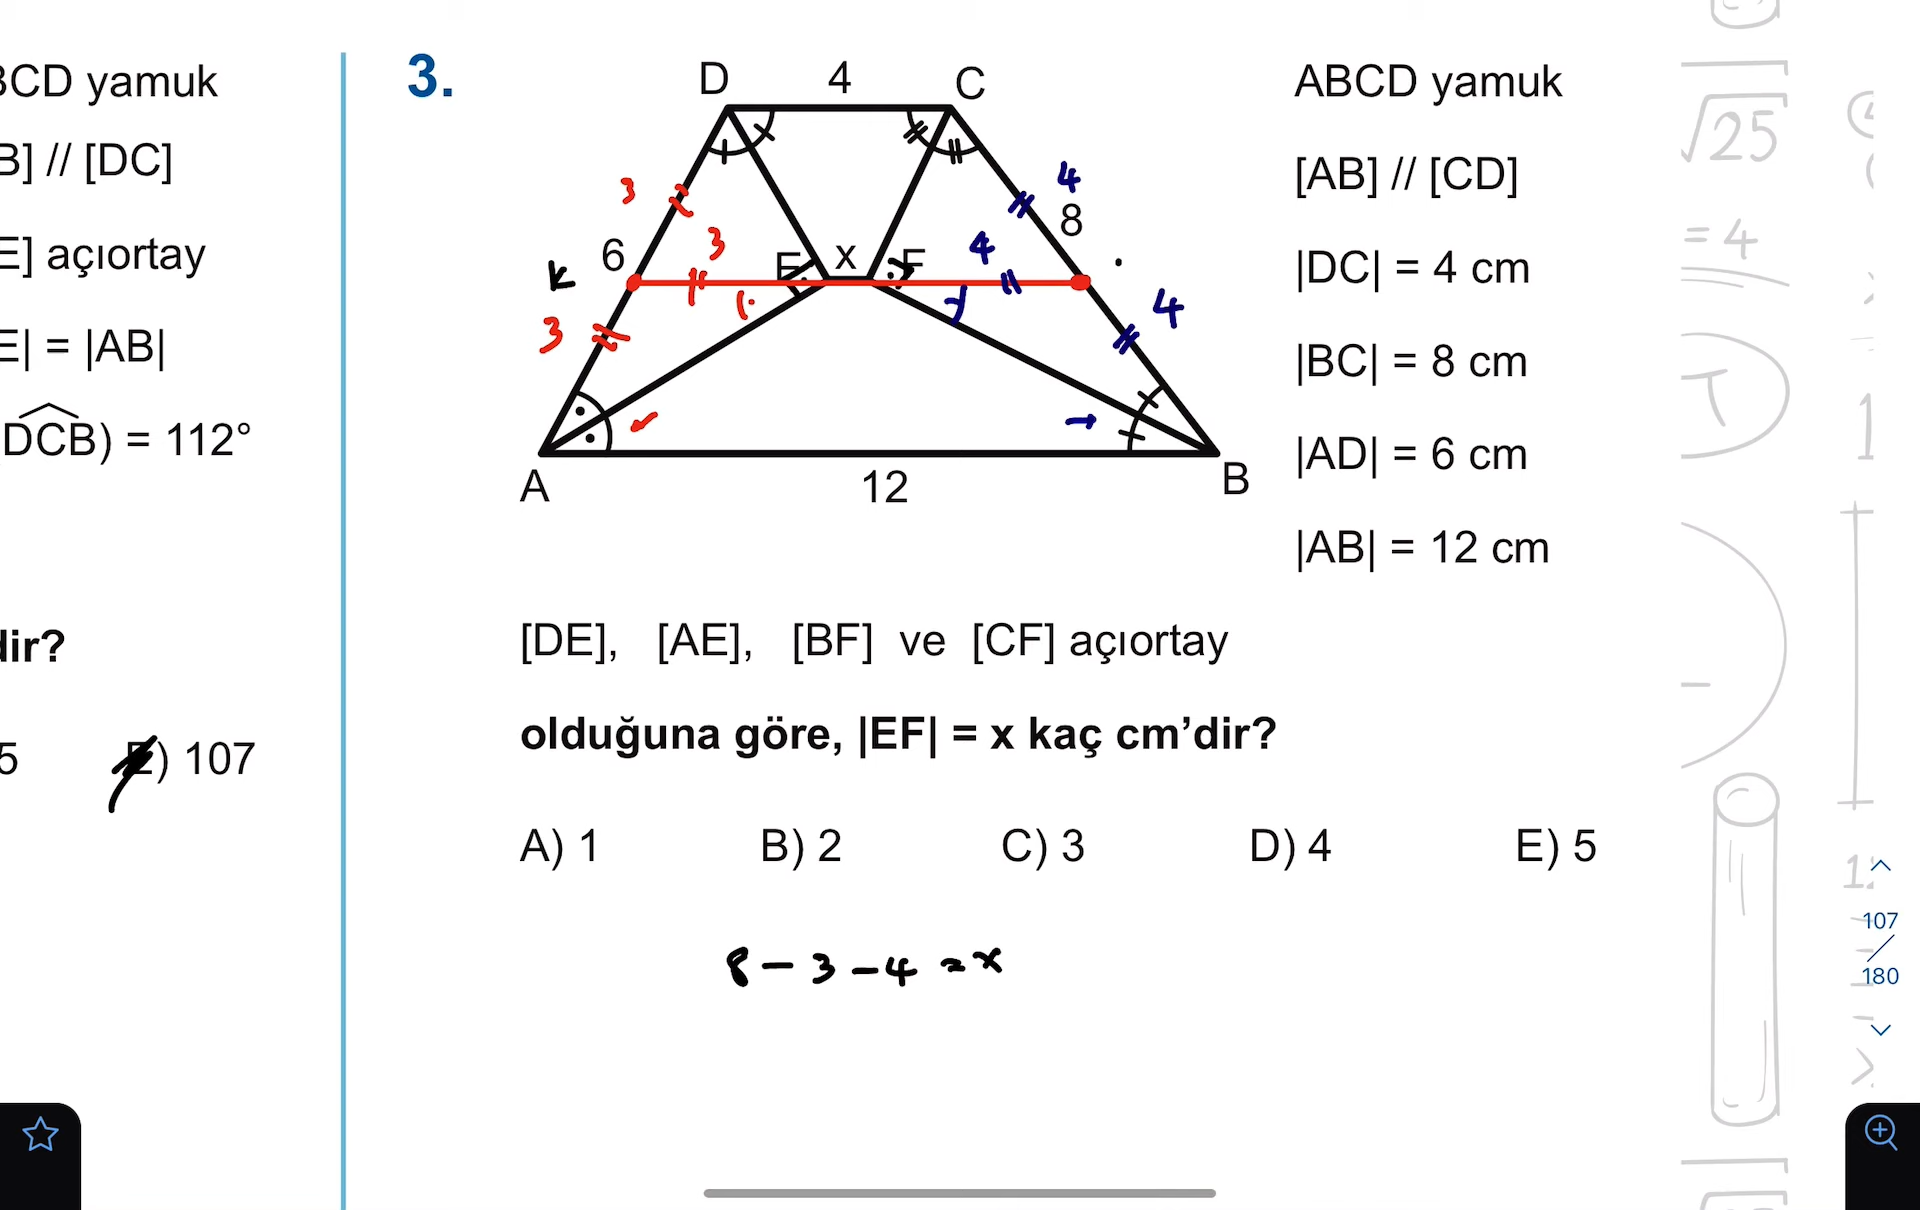 BCD yamuk
B] // [DC]
E] açıortay
E| = |AB|
(DCB) = 112°
dir?
5 E) 107
3.
D 4 C
3 4
6 8
k 3 E x F 4
3 4
A 12 B
ABCD yamuk
[AB] // [CD]
|DC| = 4 cm
|BC| = 8 cm
|AD| = 6 cm
|AB| = 12 cm
[DE], [AE], [BF] ve [CF] açıortay
olduğuna göre, |EF| = x kaç cm'dir?
A) 1 B) 2 C) 3 D) 4 E) 5
8 - 3 - 4 = x
√25
= 4
T
1
107
180